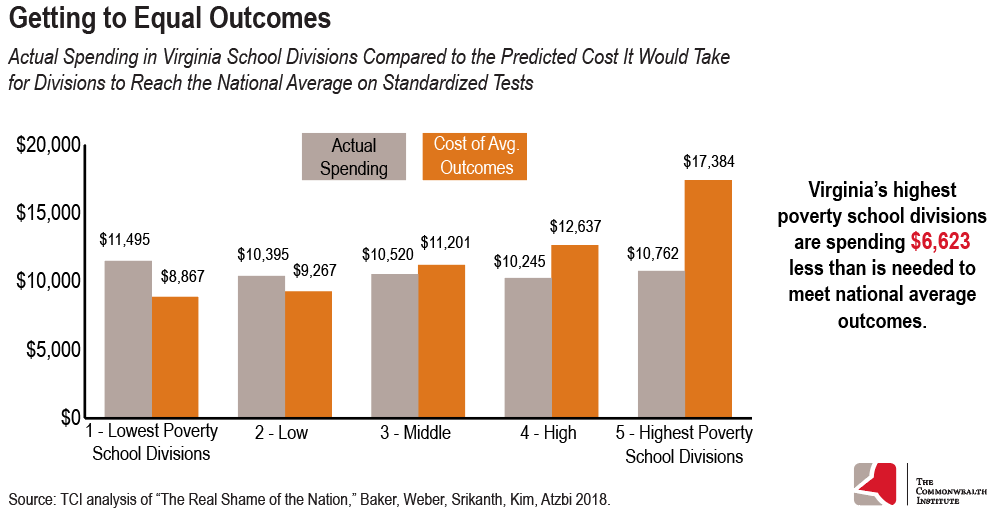 Getting to Equal Outcomes
Actual Spending in Virginia School Divisions Compared to the Predicted Cost It Would Take
for Divisions to Reach the National Average on Standardized Tests
$20,000
$15,000
$10,000
$5,000
$0
Actual
Spending
Cost of Avg.
Outcomes
$11,495
$8,867
$10,395
$9,267
$10,520
$11,201
$10,245
$12,637
$10,762
$17,384
1 - Lowest Poverty
School Divisions
2 - Low
3 - Middle
4 - High
5 - Highest Poverty
School Divisions
Virginia's highest
poverty school divisions
are spending $6,623
less than is needed to
meet national average
outcomes.
Source: TCI analysis of “The Real Shame of the Nation,” Baker, Weber, Srikanth, Kim, Atzbi 2018.
The
Commonwealth
Institute